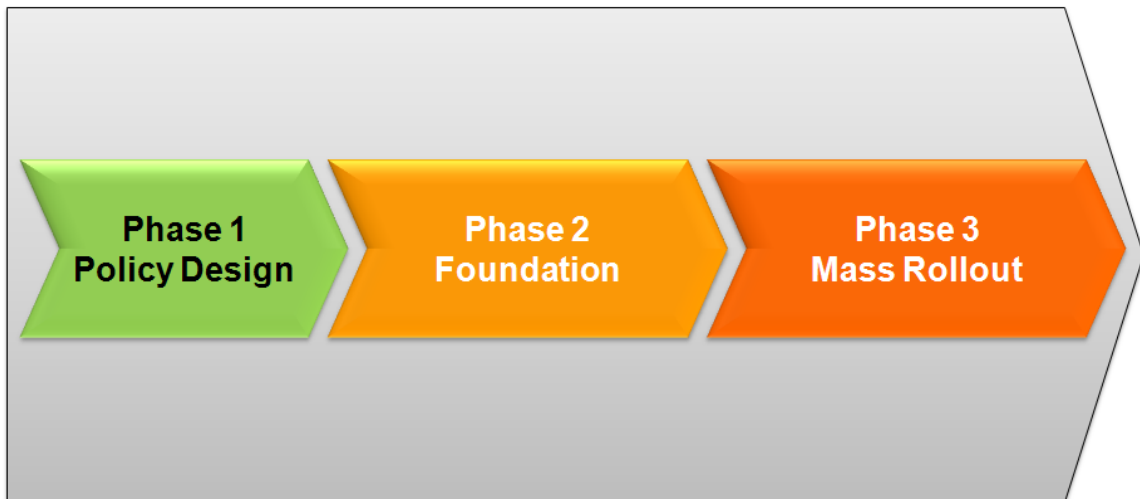 Phase 1
Policy Design
Phase 2
Foundation
Phase 3
Mass Rollout